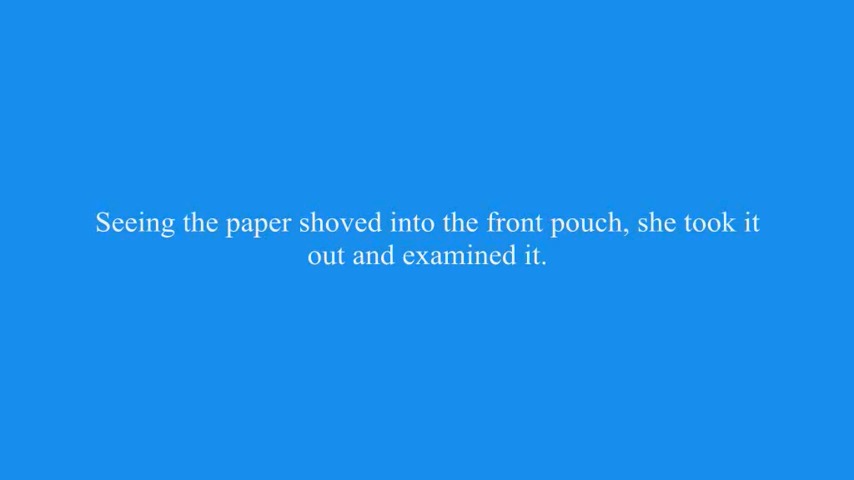 Seeing the paper shoved into the front pouch, she took it
out and examined it.